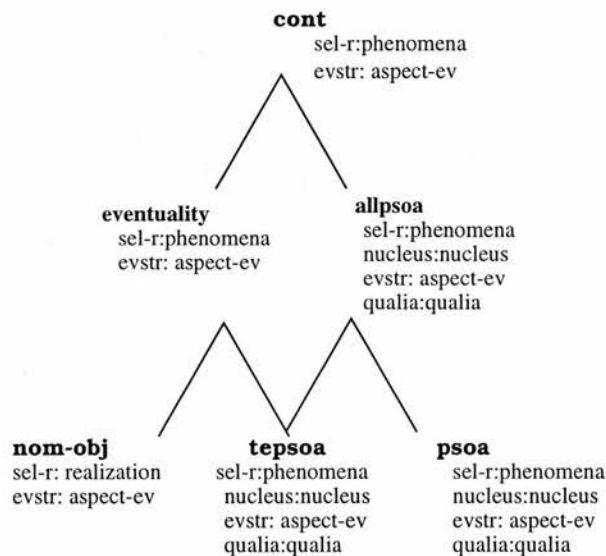 cont
sel-r:phenomena
evstr: aspect-ev
eventuality
sel-r:phenomena
evstr: aspect-ev
allpsoa
sel-r:phenomena
nucleus:nucleus
evstr: aspect-ev
qualia:qualia
nom-obj
sel-r: realization
evstr: aspect-ev
tepsoa
sel-r:phenomena
nucleus:nucleus
evstr: aspect-ev
qualia:qualia
psoa
sel-r:phenomena
nucleus:nucleus
evstr: aspect-ev
qualia:qualia